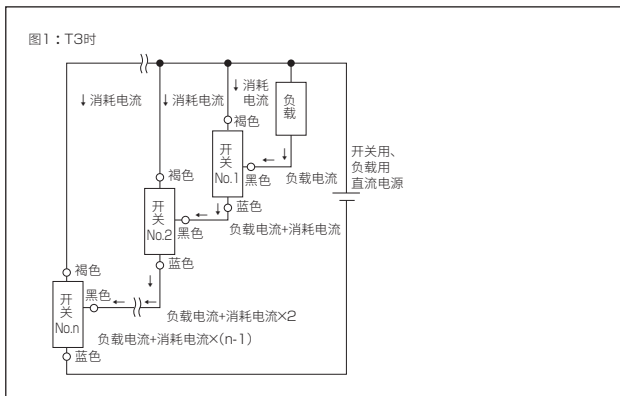 图1：T3时
↓消耗电流
↓消耗电流
↓消耗
电流
负
载
褐色
开
关
No.1
黑色
负载电流
开关用、
负载用
直流电源
蓝色
负载电流+消耗电流
褐色
开
关
No.2
黑色
蓝色
褐色
开
关
No.n
黑色
负载电流+消耗电流×2
负载电流+消耗电流×(n-1)
蓝色